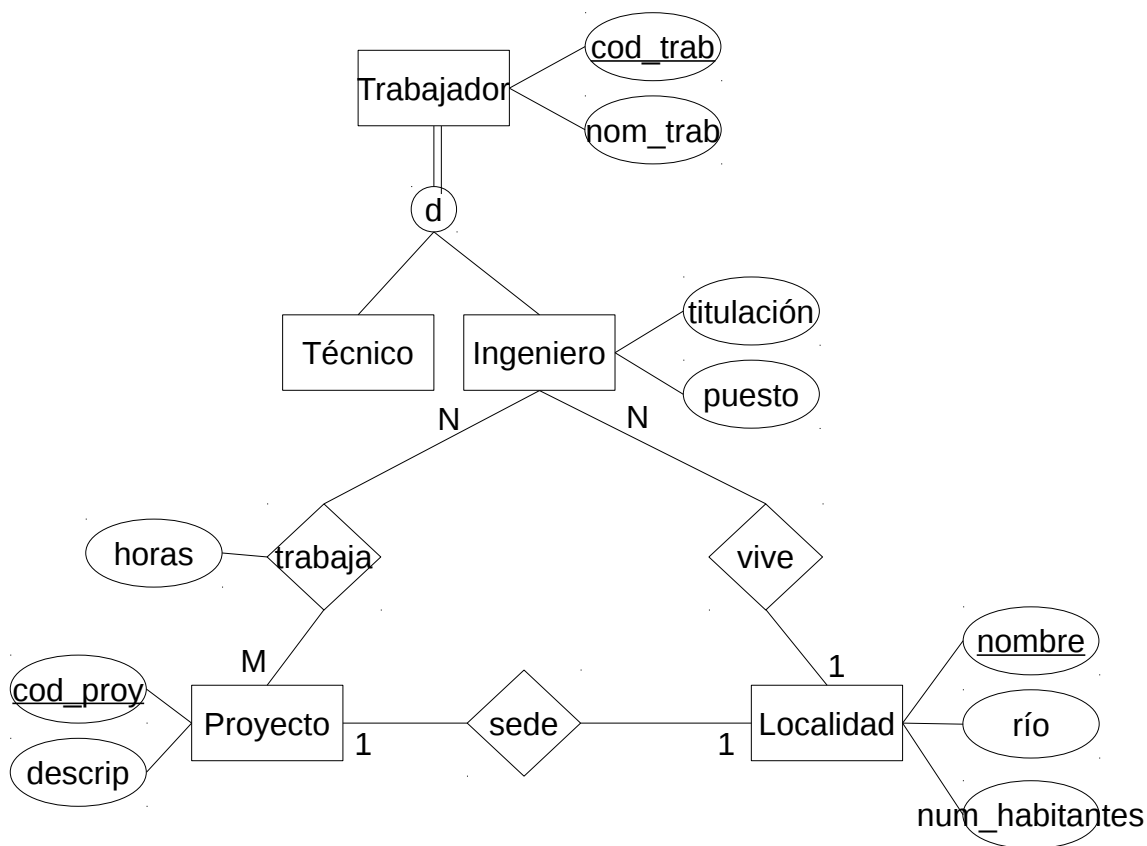 cod_trab
Trabajador
nom_trab
d
titulación
Técnico
Ingeniero
puesto
N
N
horas
trabaja
vive
nombre
M
1
cod_proy
Proyecto
sede
Localidad
río
1
1
descrip
num_habitantes